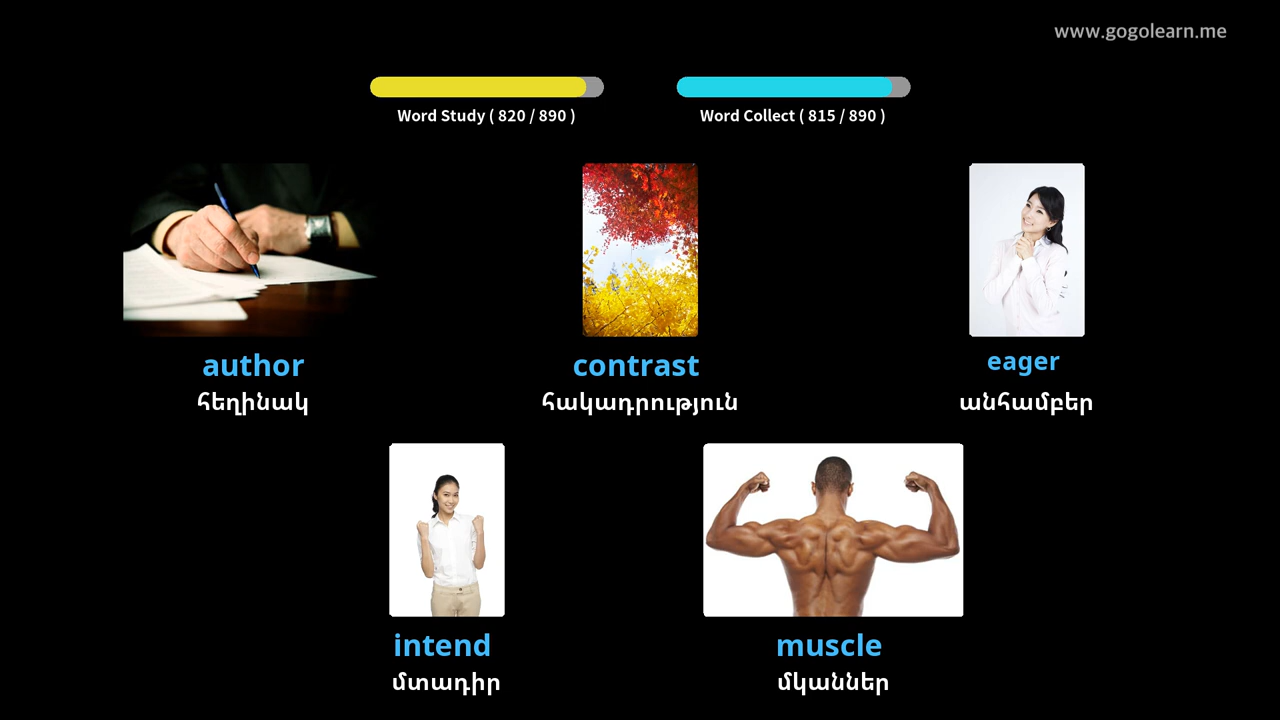 www.gogolearn.me
Word Study ( 820 / 890 )
Word Collect ( 815 / 890 )
author
հեղինակ
contrast
հակադրություն
eager
անհամբեր
intend
մտադիր
muscle
մկաններ